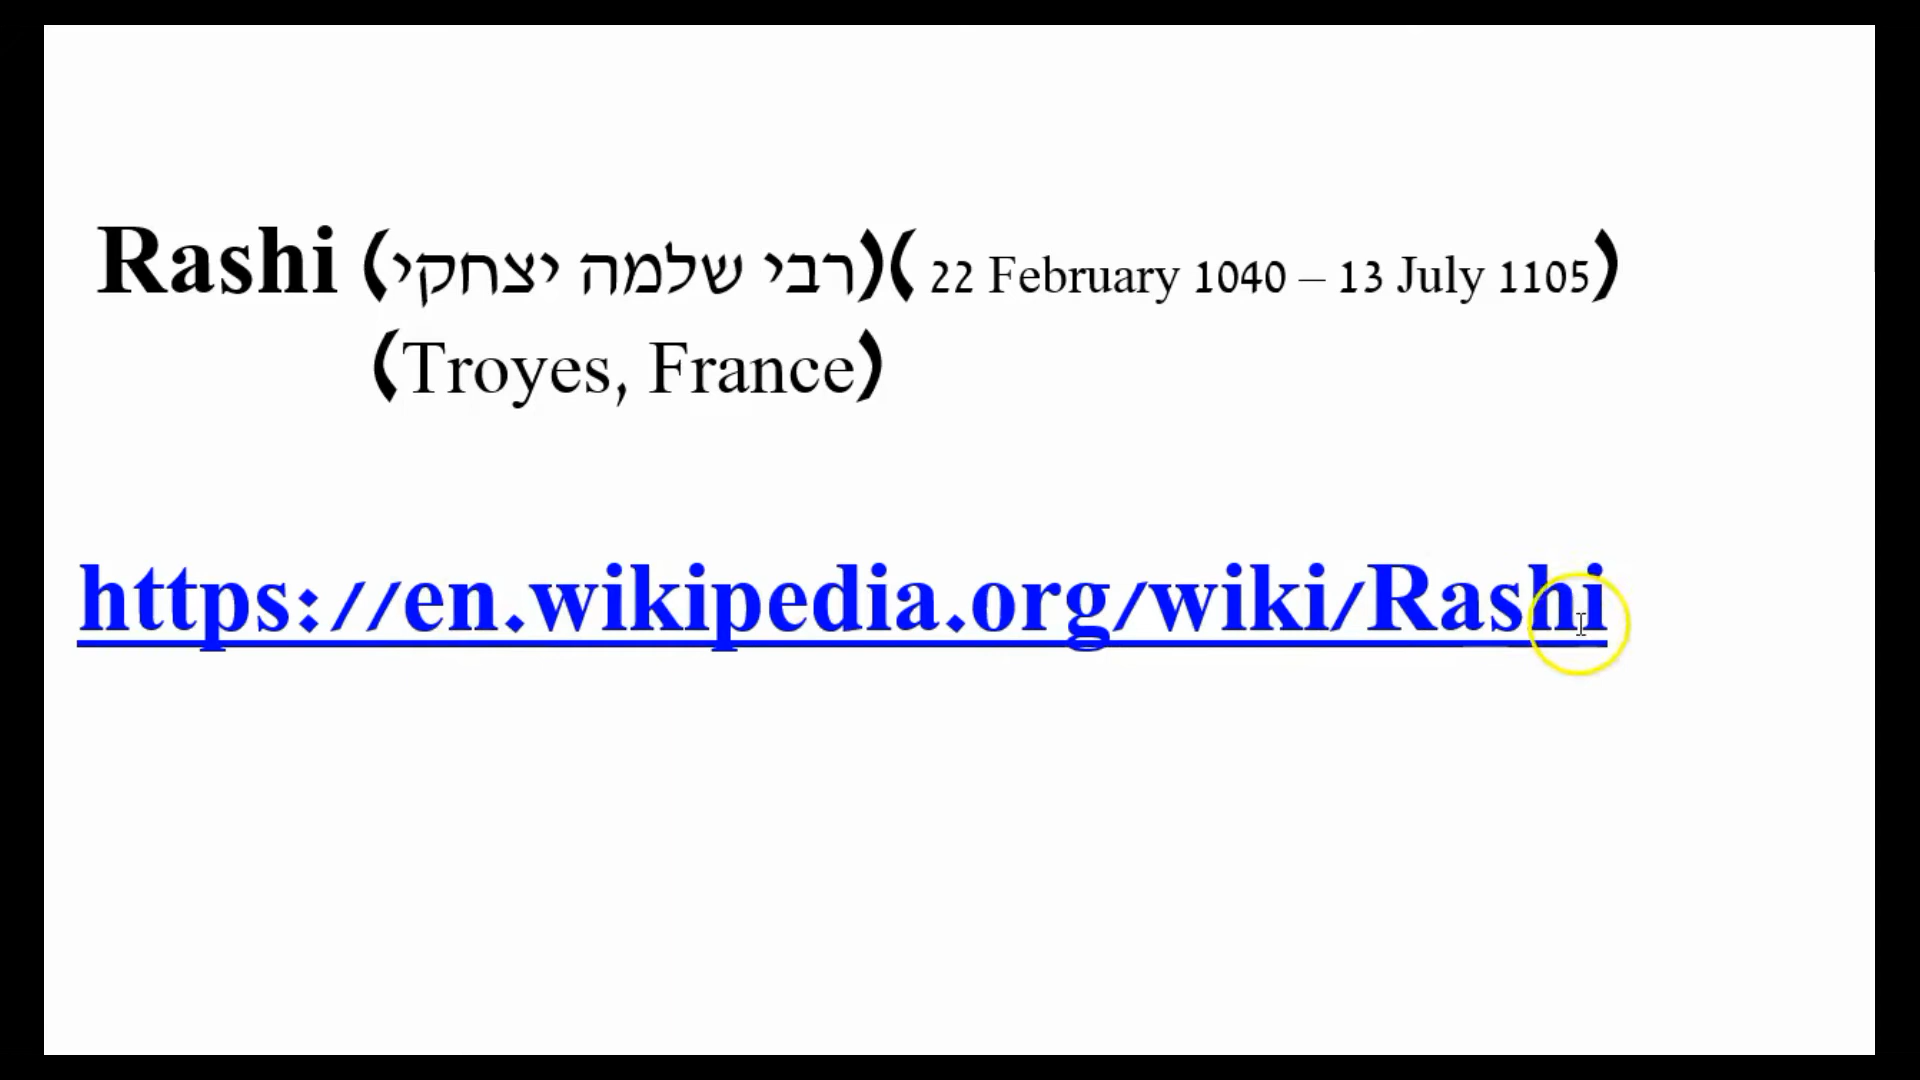 Rashi (רבי שלמה יצחקי)( 22 February 1040 – 13 July 1105)
(Troyes, France)
https://en.wikipedia.org/wiki/Rashi